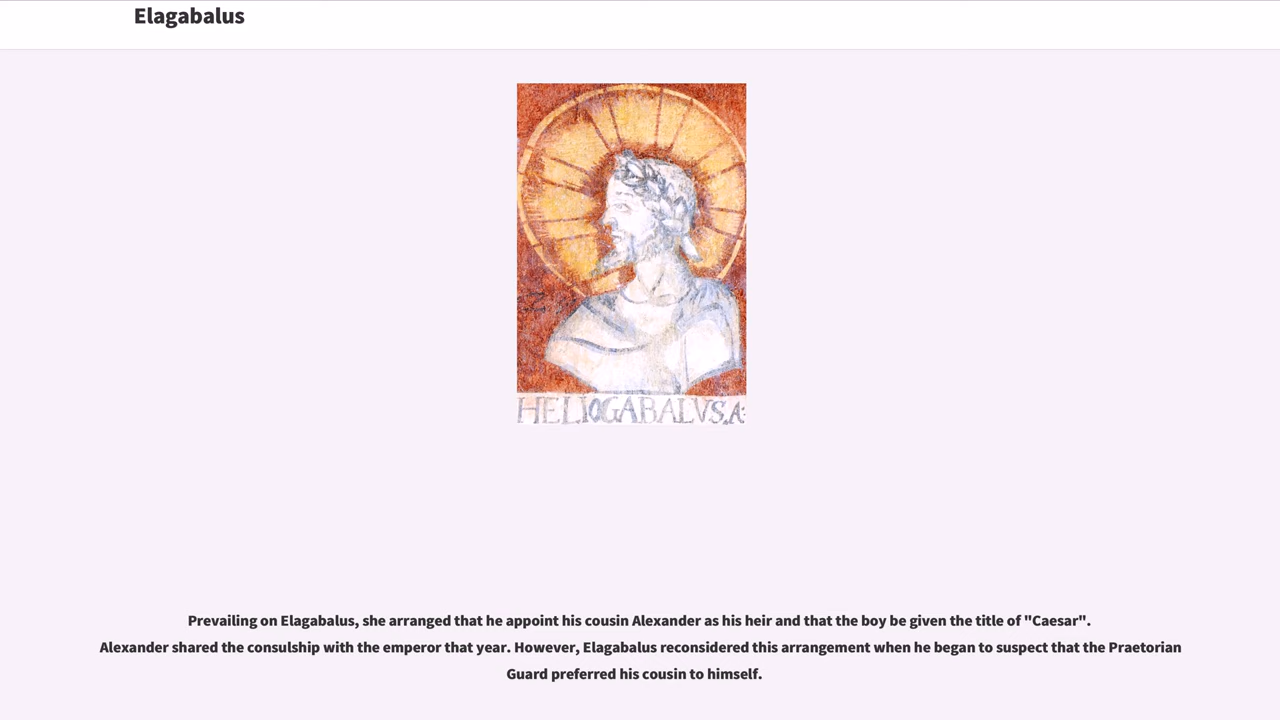 Elagabalus
HELIOGABALVS.A:
Prevailing on Elagabalus, she arranged that he appoint his cousin Alexander as his heir and that the boy be given the title of "Caesar".
Alexander shared the consulship with the emperor that year. However, Elagabalus reconsidered this arrangement when he began to suspect that the Praetorian
Guard preferred his cousin to himself.